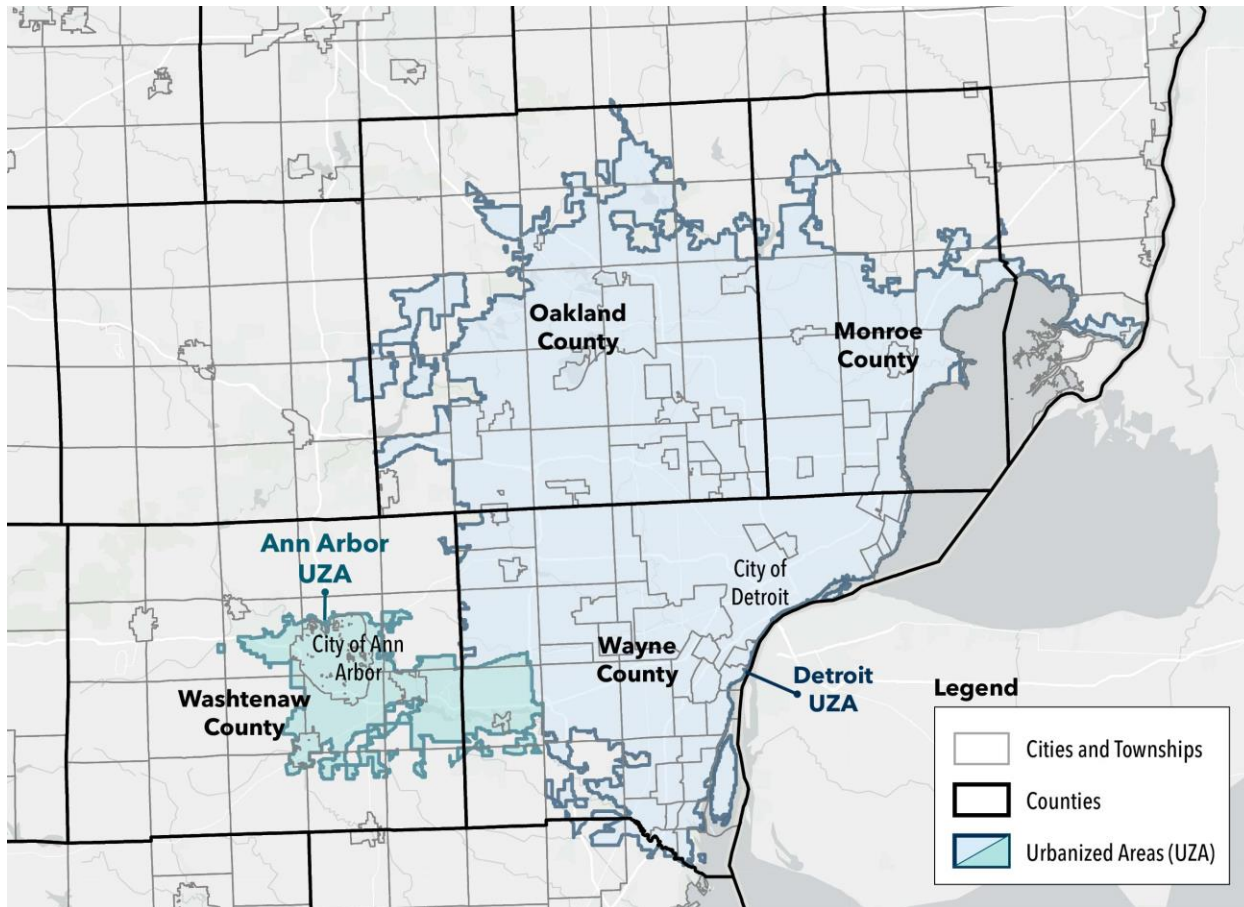 Oakland
County
Monroe
County
Ann Arbor
UZA
City of Ann
Arbor
Washtenaw
County
City of
Detroit
Wayne
County
Detroit
UZA
Legend
Cities and Townships
Counties
Urbanized Areas (UZA)